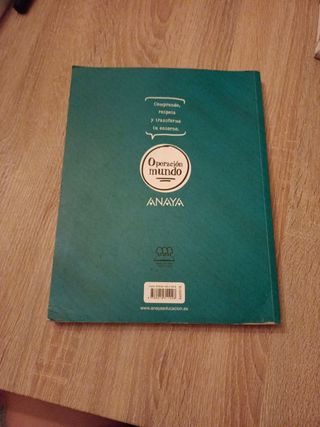 Comprende,
respeta
y transforma
tu entorno.
Operación
mundo
ANAYA
www.anayaeducacion.es